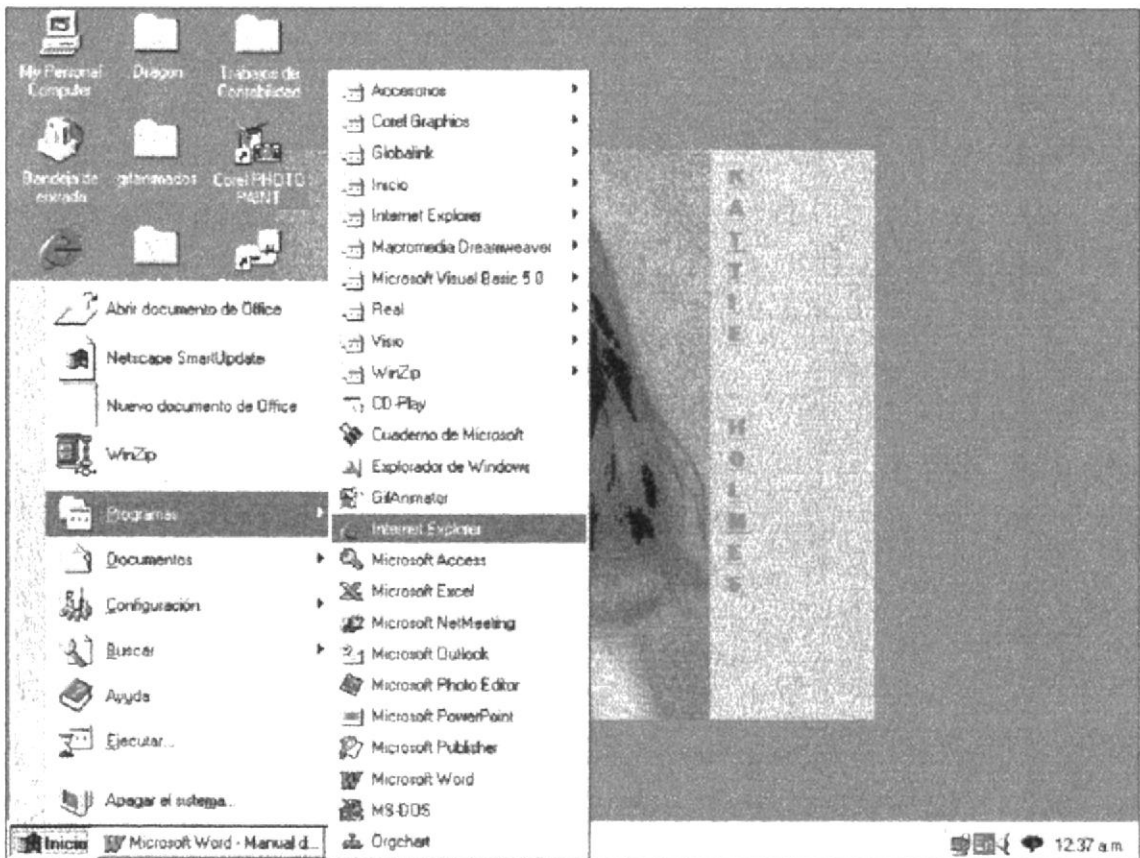 My Personal
Computer
Dragon
Trabajos de
Contabilidad
Bandeja de
entrada
gifanimados
Corel PHOTO
PAINT
Abrir documento de Office
Netscape SmartUpdate
Nuevo documento de Office
WinZip
Programas
Documentos
Configuración
Buscar
Ayuda
Ejecutar...
Apagar el sistema...
Accesorios
Corel Graphics
Globalink
Inicio
Internet Explorer
Macromedia Dreamweaver
Microsoft Visual Basic 5.0
Real
Visio
WinZip
CD-Play
Cuaderno de Microsoft
Explorador de Windows
GifAnimator
Internet Explorer
Microsoft Access
Microsoft Excel
Microsoft NetMeeting
Microsoft Outlook
Microsoft Photo Editor
Microsoft PowerPoint
Microsoft Publisher
Microsoft Word
MS-DOS
Orgchart
KATTIE HOLMES
Inicio
Microsoft Word - Manual d...
12:37 a.m.